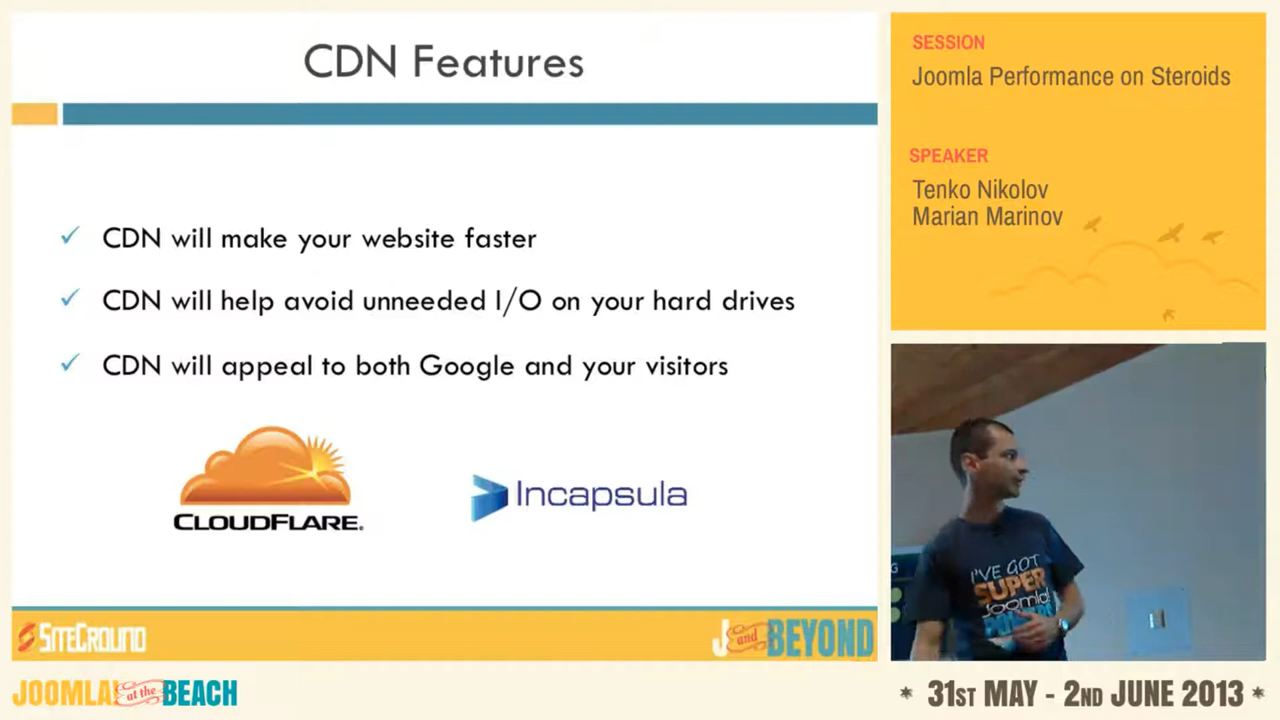 CDN Features
CDN will make your website faster
CDN will help avoid unneeded I/O on your hard drives
CDN will appeal to both Google and your visitors
CLOUDFLARE.
Incapsula
SITEGROUND
J and BEYOND
SESSION
Joomla Performance on Steroids
SPEAKER
Tenko Nikolov
Marian Marinov
I'VE GOT
SUPER
Joomla!
POWERS
JOOMLA! at the BEACH
* 31ST MAY - 2ND JUNE 2013 *